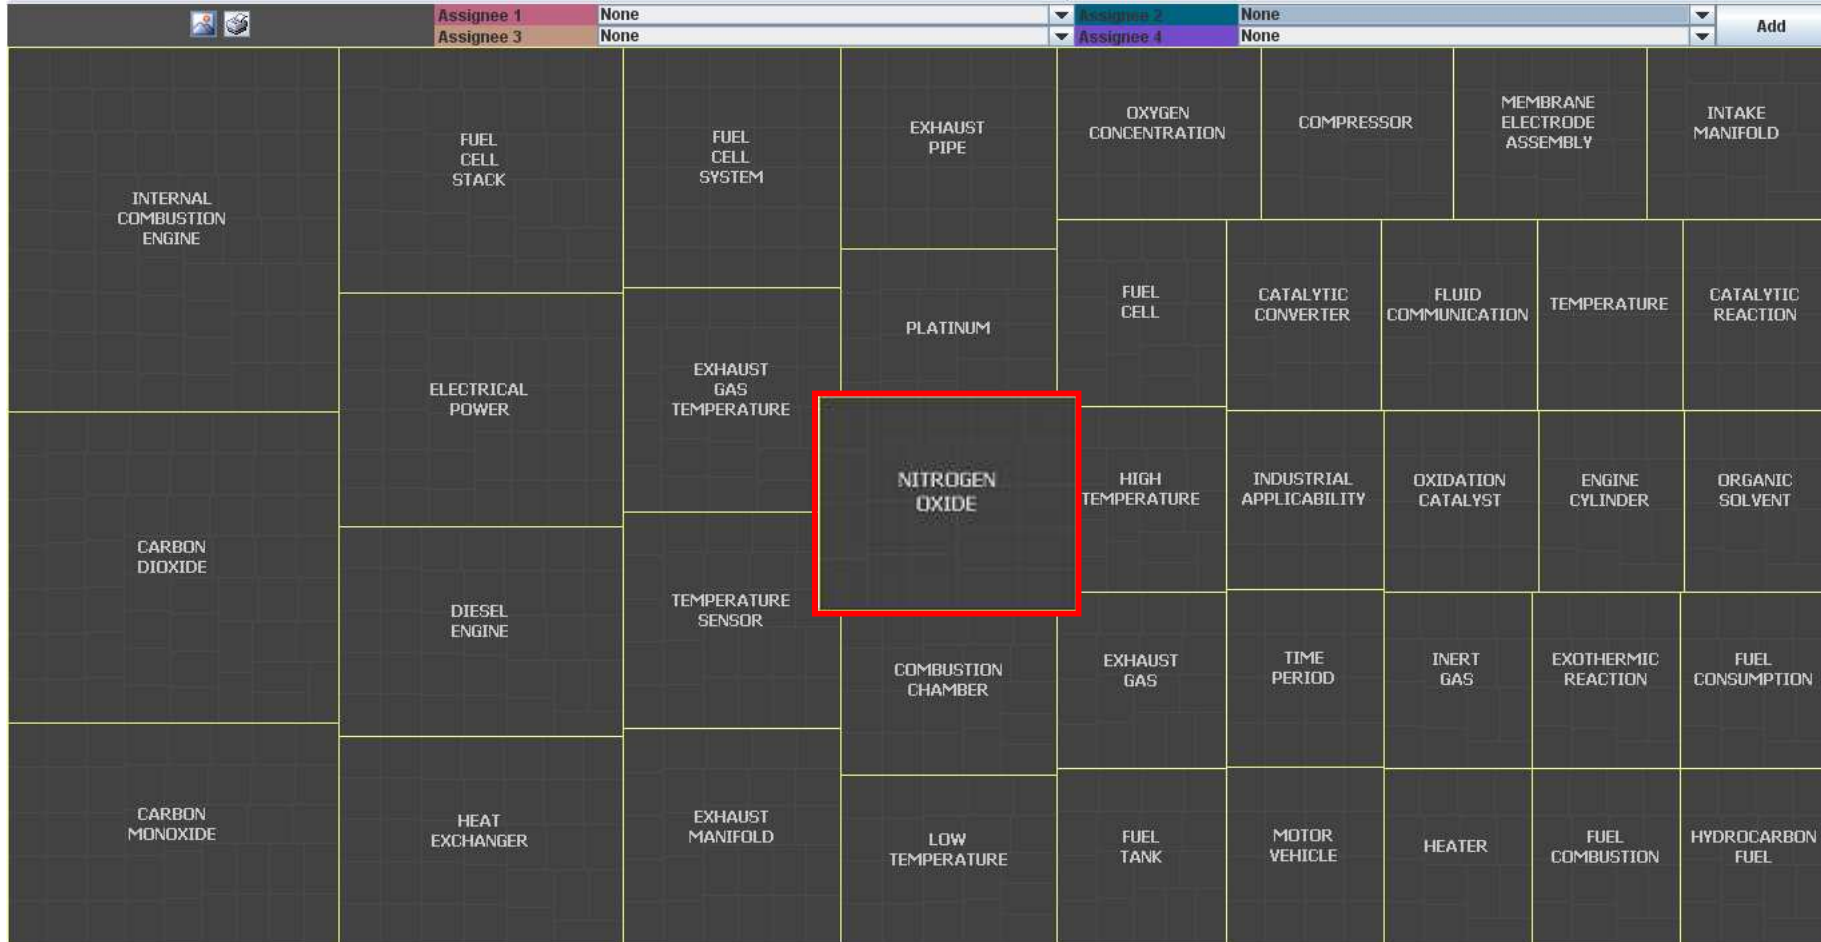 Assignee 1
None
Assignee 2
None
Add
Assignee 3
None
Assignee 4
None
INTERNAL
COMBUSTION
ENGINE
CARBON
DIOXIDE
CARBON
MONOXIDE
FUEL
CELL
STACK
ELECTRICAL
POWER
DIESEL
ENGINE
HEAT
EXCHANGER
FUEL
CELL
SYSTEM
EXHAUST
GAS
TEMPERATURE
TEMPERATURE
SENSOR
EXHAUST
MANIFOLD
EXHAUST
PIPE
PLATINUM
NITROGEN
OXIDE
COMBUSTION
CHAMBER
LOW
TEMPERATURE
OXYGEN
CONCENTRATION
COMPRESSOR
MEMBRANE
ELECTRODE
ASSEMBLY
INTAKE
MANIFOLD
FUEL
CELL
CATALYTIC
CONVERTER
FLUID
COMMUNICATION
TEMPERATURE
CATALYTIC
REACTION
HIGH
TEMPERATURE
INDUSTRIAL
APPLICABILITY
OXIDATION
CATALYST
ENGINE
CYLINDER
ORGANIC
SOLVENT
EXHAUST
GAS
TIME
PERIOD
INERT
GAS
EXOTHERMIC
REACTION
FUEL
CONSUMPTION
FUEL
TANK
MOTOR
VEHICLE
HEATER
FUEL
COMBUSTION
HYDROCARBON
FUEL